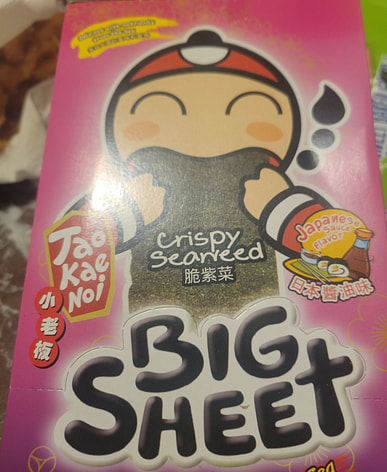 Crispy
Seaweed
脆紫菜
Tao
Kae
Noi
小老板
Japanese
Sauce
Flavor
日本醬油味
BIG
SHEET